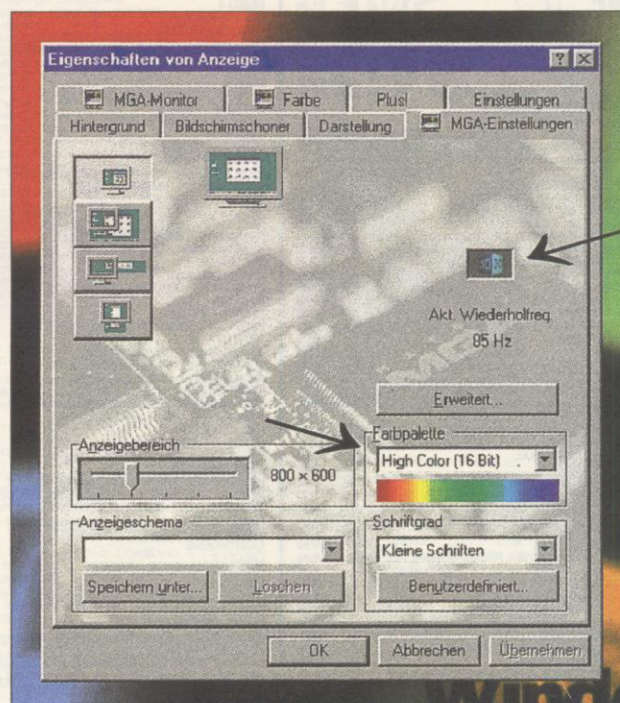 Eigenschaften von Anzeige
MGA-Monitor Farbe Plus! Einstellungen
Hintergrund Bildschirmschoner Darstellung MGA-Einstellungen
Akt. Wiederholfreq.
85 Hz
Erweitert...
Anzeigebereich
800 × 600
Farbpalette
High Color (16 Bit)
Anzeigeschema
Speichern unter... Löschen
Schriftgrad
Kleine Schriften
Benutzerdefiniert...
OK Abbrechen Übernehmen